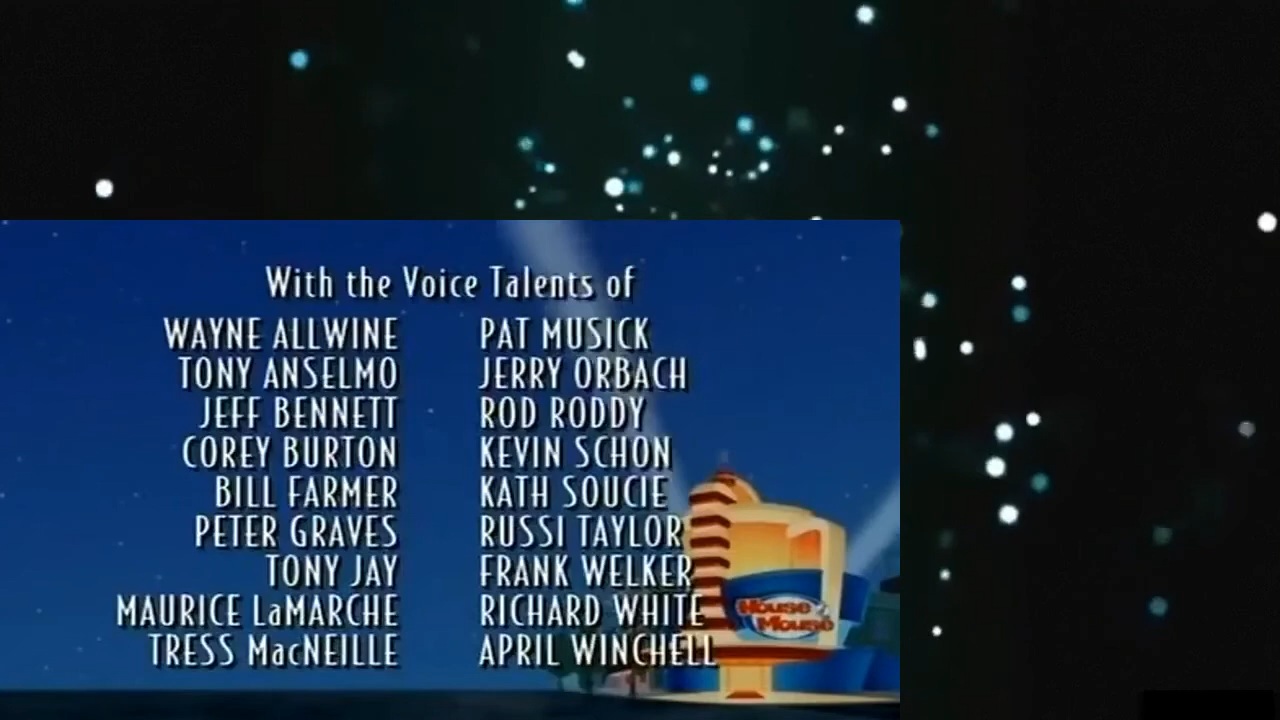 With the Voice Talents of
WAYNE ALLWINE PAT MUSICK
TONY ANSELMO JERRY ORBACH
JEFF BENNETT ROD RODDY
COREY BURTON KEVIN SCHON
BILL FARMER KATH SOUCIE
PETER GRAVES RUSSI TAYLOR
TONY JAY FRANK WELKER
MAURICE LaMARCHE RICHARD WHITE
TRESS MacNEILLE APRIL WINCHELL
House
Mouse